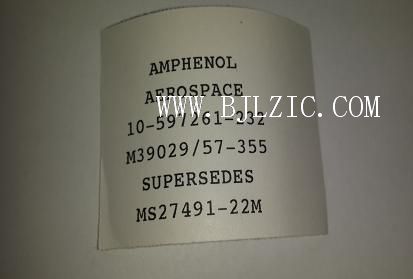 AMPHENOL
AEROSPACE
WWW.BJLZIC.COM
10-597261-232
M39029/57-355
SUPERSEDES
MS27491-22M